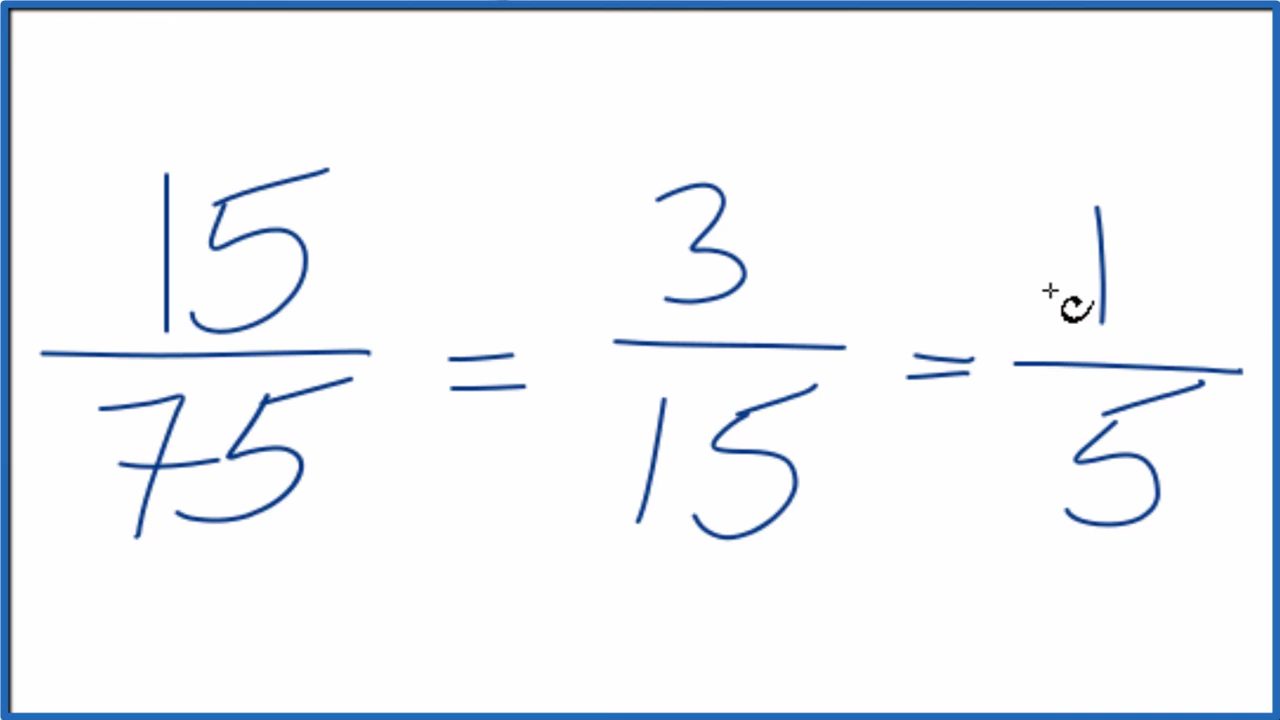 15/75 = 3/15 = 1/5